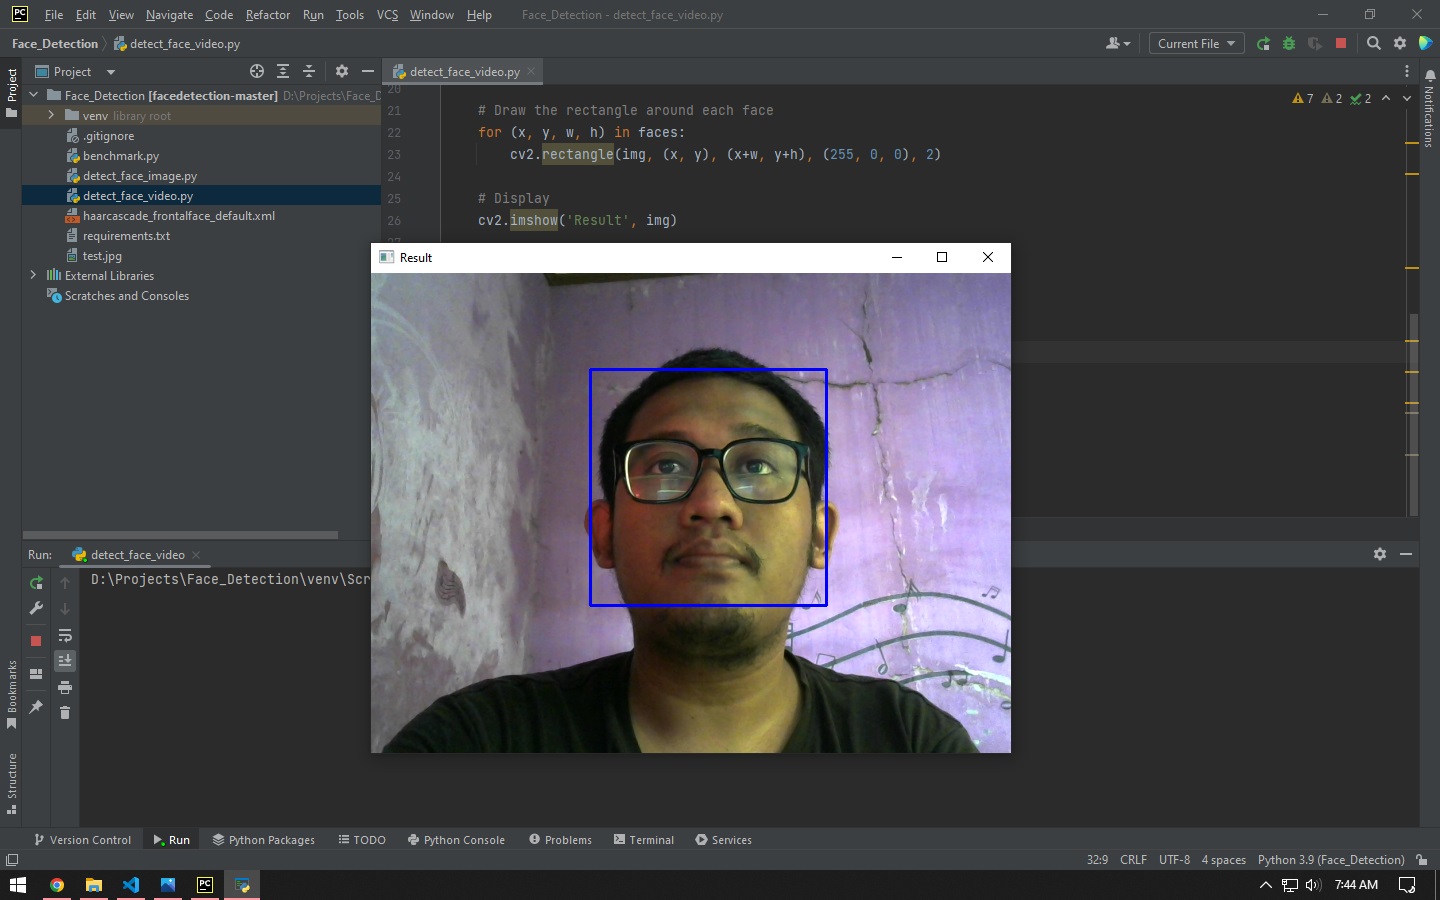 PC File Edit View Navigate Code Refactor Run Tools VCS Window Help Face_Detection - detect_face_video.py
Face_Detection detect_face_video.py Current File
Project
Project
detect_face_video.py
Face_Detection [facedetection-master] D:\Projects\Face_D
venv library root
.gitignore
benchmark.py
detect_face_image.py
detect_face_video.py
haarcascade_frontalface_default.xml
requirements.txt
test.jpg
External Libraries
Scratches and Consoles
20
21 # Draw the rectangle around each face
22 for (x, y, w, h) in faces:
23 cv2.rectangle(img, (x, y), (x+w, y+h), (255, 0, 0), 2)
24
25 # Display
26 cv2.imshow('Result', img)
7 2 2
Notifications
Result
Run: detect_face_video
D:\Projects\Face_Detection\venv\Scr
Bookmarks
Structure
Version Control Run Python Packages TODO Python Console Problems Terminal Services
32:9 CRLF UTF-8 4 spaces Python 3.9 (Face_Detection)
PC 7:44 AM